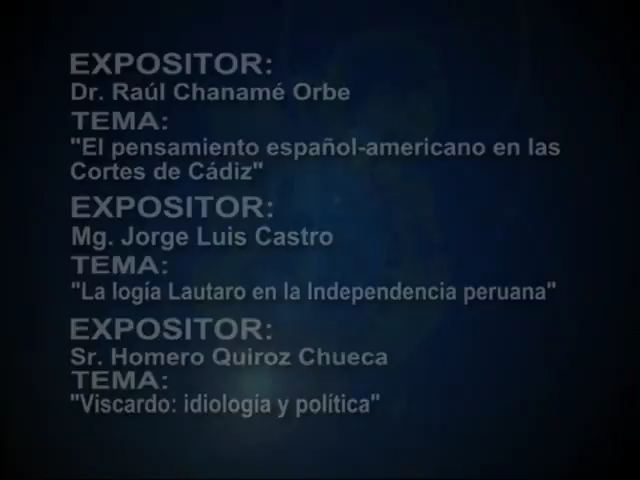 EXPOSITOR:
Dr. Raúl Chanamé Orbe
TEMA:
"El pensamiento español-americano en las
Cortes de Cádiz"
EXPOSITOR:
Mg. Jorge Luis Castro
TEMA:
"La logía Lautaro en la Independencia peruana"
EXPOSITOR:
Sr. Homero Quiroz Chueca
TEMA:
"Viscardo: idiología y política"